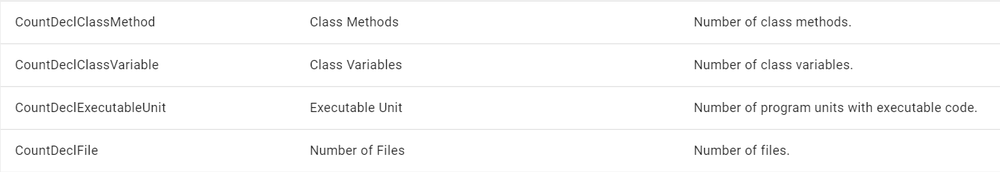 CountDeclClassMethod Class Methods Number of class methods.
CountDeclClassVariable Class Variables Number of class variables.
CountDeclExecutableUnit Executable Unit Number of program units with executable code.
CountDeclFile Number of Files Number of files.